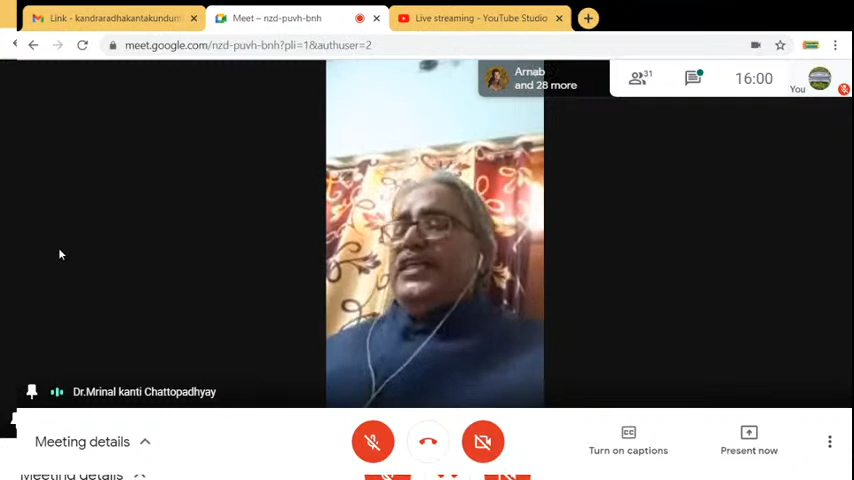 Link - kandraradhakantakundum
Meet – nzd-puvh-bnh
Live streaming - YouTube Studio
meet.google.com/nzd-puvh-bnh?pli=1&authuser=2
Arnab
and 28 more
31
16:00
You
Dr.Mrinal kanti Chattopadhyay
Meeting details
Turn on captions
Present now
Meeting details